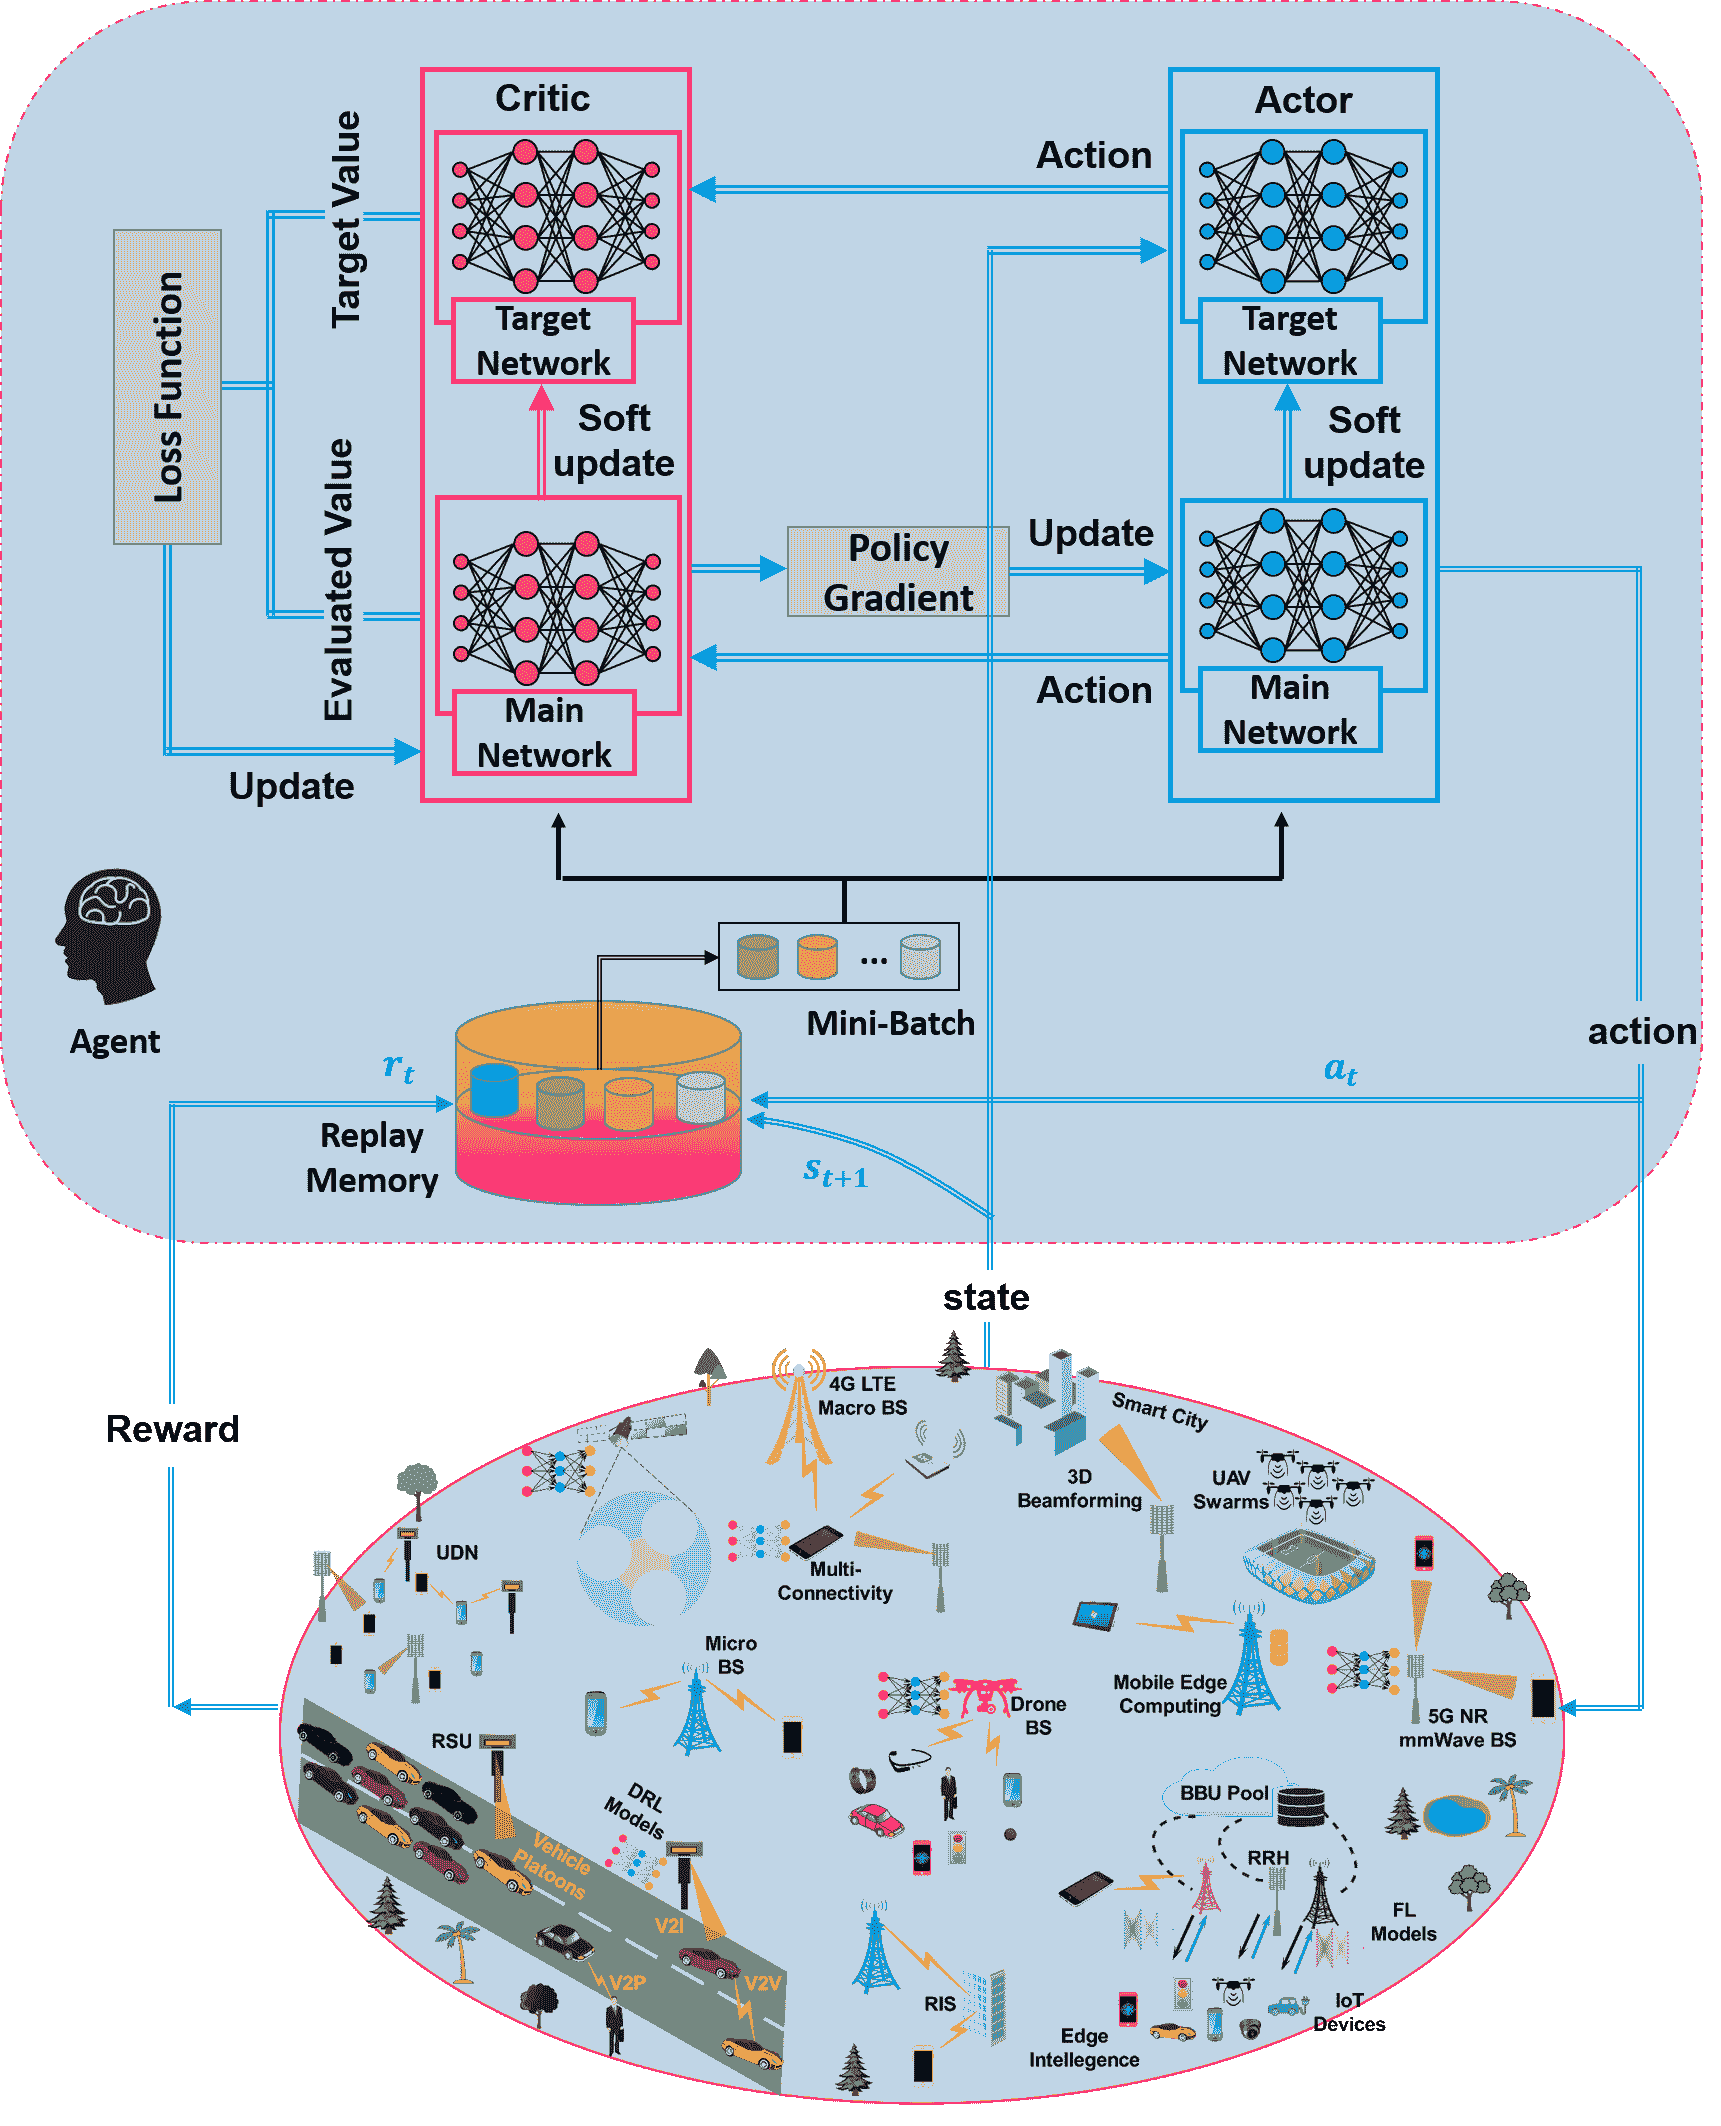 Critic
Actor
Target Value
Action
Loss Function
Target
Network
Target
Network
Soft
update
Soft
update
Evaluated Value
Policy
Gradient
Update
Main
Network
Action
Main
Network
Update
Agent
Mini-Batch
action
r_t
a_t
Replay
Memory
s_{t+1}
state
Reward
4G LTE
Macro BS
Smart City
3D
Beamforming
UAV
Swarms
UDN
Multi-
Connectivity
Micro
BS
Drone
BS
Mobile Edge
Computing
5G NR
mmWave BS
RSU
DRL
Models
BBU Pool
Vehicle
Platoons
RRH
V2I
FL
Models
V2P
V2V
RIS
Edge
Intellegence
IoT
Devices